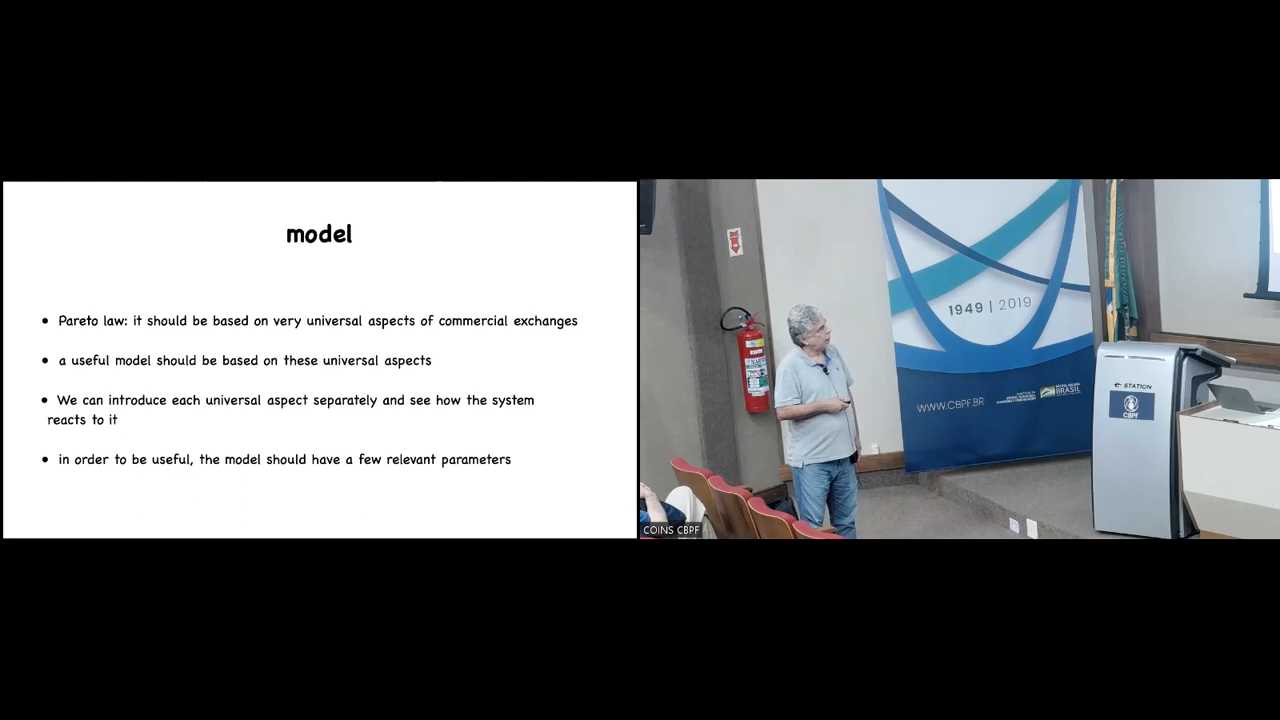 model
• Pareto law: it should be based on very universal aspects of commercial exchanges
• a useful model should be based on these universal aspects
• We can introduce each universal aspect separately and see how the system
reacts to it
• in order to be useful, the model should have a few relevant parameters
1949 | 2019
WWW.CBPF.BR
BRASIL
STATION
CBPF
COINS CBPF